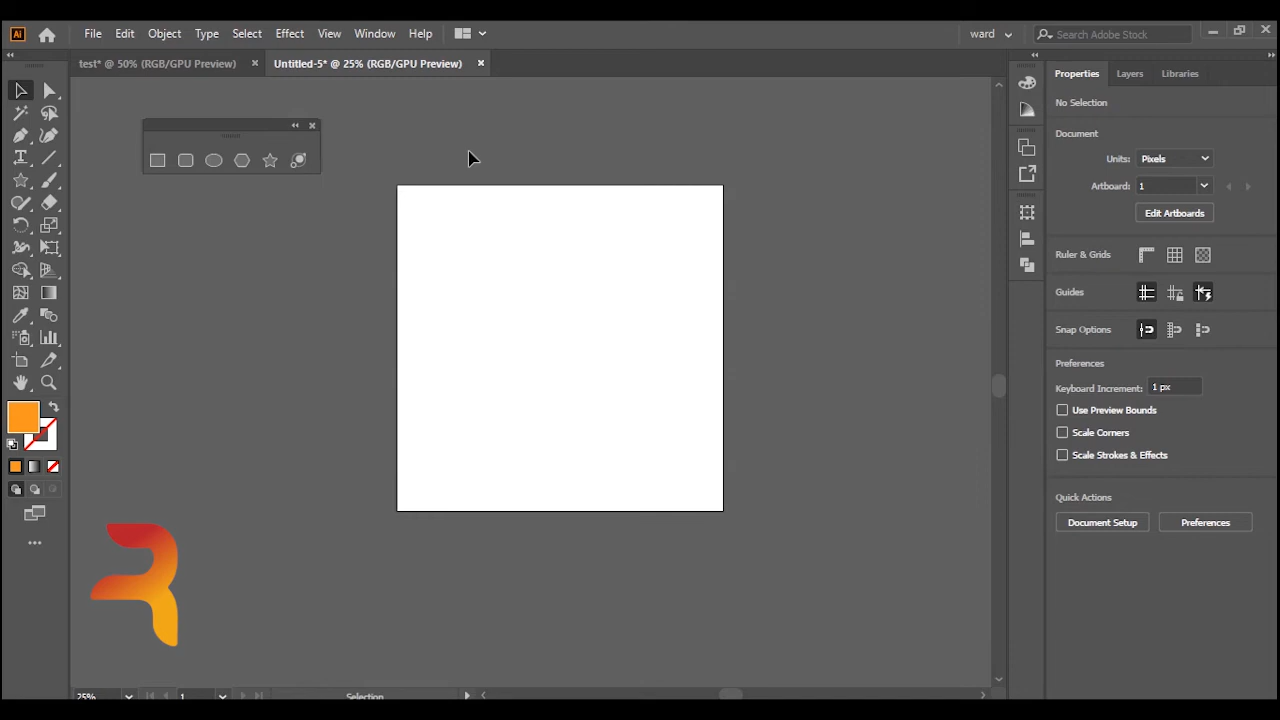 Ai File Edit Object Type Select Effect View Window Help ward Search Adobe Stock
test* @ 50% (RGB/GPU Preview) Untitled-5* @ 25% (RGB/GPU Preview)
Properties Layers Libraries
No Selection
Document
Units: Pixels
Artboard: 1
Edit Artboards
Ruler & Grids
Guides
Snap Options
Preferences
Keyboard Increment: 1 px
Use Preview Bounds
Scale Corners
Scale Strokes & Effects
Quick Actions
Document Setup Preferences
25% 1 Selection